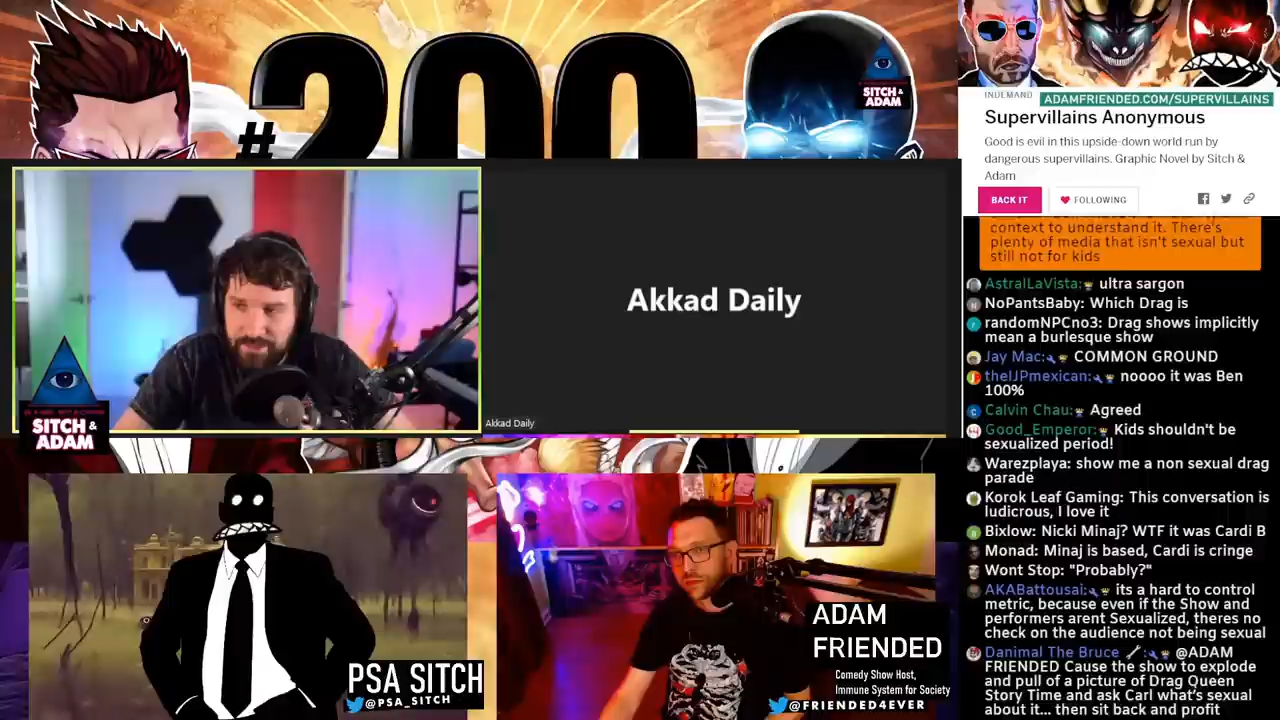 #200
SITCH &
ADAM
INDEMAND
ADAMFRIENDED.COM/SUPERVILLAINS
Supervillains Anonymous
Good is evil in this upside-down world run by
dangerous supervillains. Graphic Novel by Sitch &
Adam
BACK IT
FOLLOWING
context to understand it. There's
plenty of media that isn't sexual but
still not for kids
AstralLaVista: ultra sargon
NoPantsBaby: Which Drag is
randomNPCno3: Drag shows implicitly
mean a burlesque show
Jay Mac: COMMON GROUND
theIJPmexican: noooo it was Ben
100%
Calvin Chau: Agreed
Good_Emperor: Kids shouldn't be
sexualized period!
Warezplaya: show me a non sexual drag
parade
Korok Leaf Gaming: This conversation is
ludicrous, I love it
Bixlow: Nicki Minaj? WTF it was Cardi B
Monad: Minaj is based, Cardi is cringe
Wont Stop: "Probably?"
AKABattousai: its a hard to control
metric, because even if the Show and
performers arent Sexualized, theres no
check on the audience not being sexual
Danimal The Bruce : @ADAM
FRIENDED Cause the show to explode
and pull of a picture of Drag Queen
Story Time and ask Carl what's sexual
about it... then sit back and profit
Akkad Daily
Akkad Daily
SITCH &
ADAM
PSA SITCH
@PSA_SITCH
ADAM
FRIENDED
Comedy Show Host,
Immune System for Society
@FRIENDED4EVER